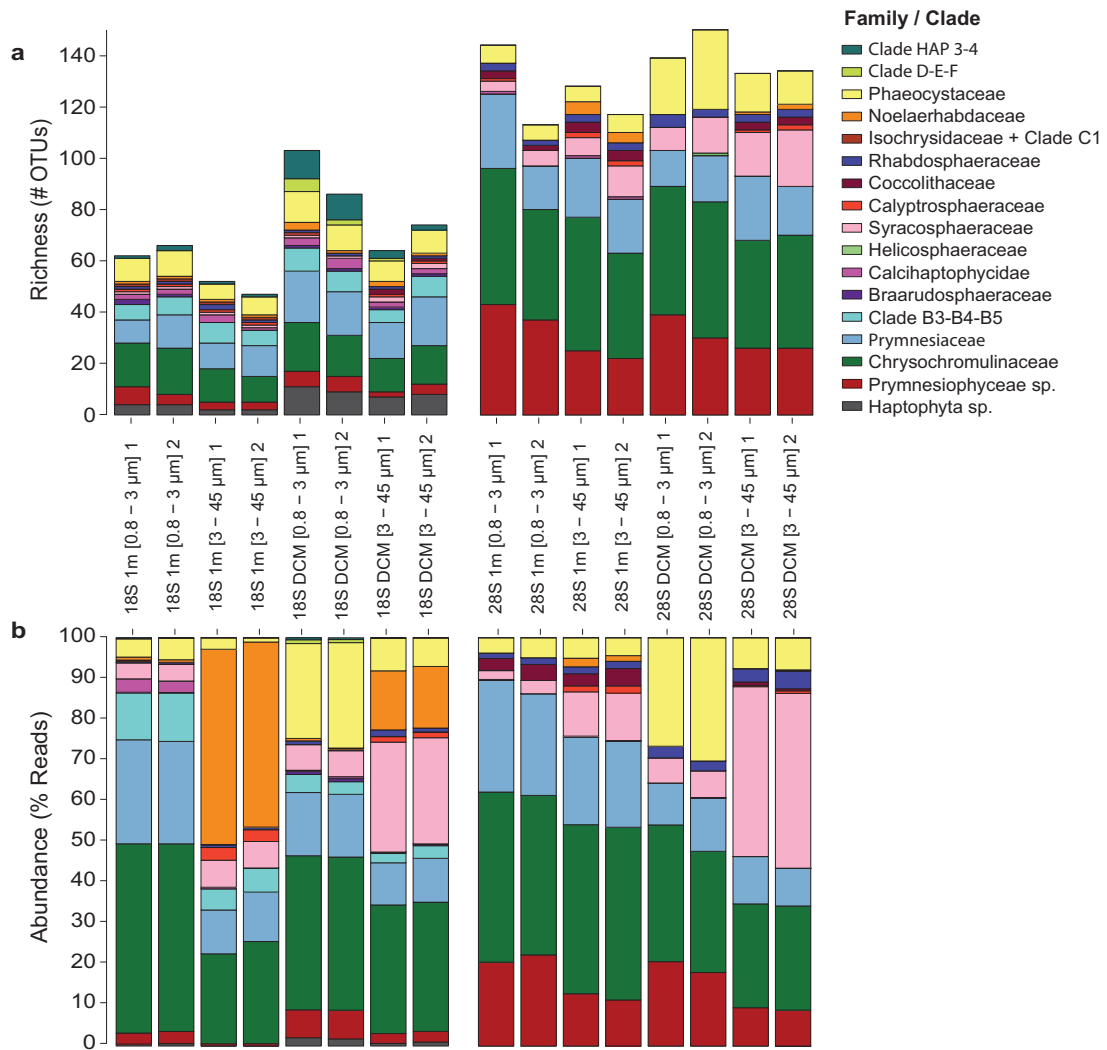 a
Richness (# OTUs)
140
120
100
80
60
40
20
0
Family / Clade
Clade HAP 3-4
Clade D-E-F
Phaeocystaceae
Noelaerhabdaceae
Isochrysidaceae + Clade C1
Rhabdosphaeraceae
Coccolithaceae
Calyptrosphaeraceae
Syracosphaeraceae
Helicosphaeraceae
Calcihaptophycidae
Braarudosphaeraceae
Clade B3-B4-B5
Prymnesiaceae
Chrysochromulinaceae
Prymnesiophyceae sp.
Haptophyta sp.
18S 1m [0.8 – 3 µm] 1
18S 1m [0.8 – 3 µm] 2
18S 1m [3 – 45 µm] 1
18S 1m [3 – 45 µm] 2
18S DCM [0.8 – 3 µm] 1
18S DCM [0.8 – 3 µm] 2
18S DCM [3 – 45 µm] 1
18S DCM [3 – 45 µm] 2
28S 1m [0.8 – 3 µm] 1
28S 1m [0.8 – 3 µm] 2
28S 1m [3 – 45 µm] 1
28S 1m [3 – 45 µm] 2
28S DCM [0.8 – 3 µm] 1
28S DCM [0.8 – 3 µm] 2
28S DCM [3 – 45 µm] 1
28S DCM [3 – 45 µm] 2
b
Abundance (% Reads)
100
90
80
70
60
50
40
30
20
10
0